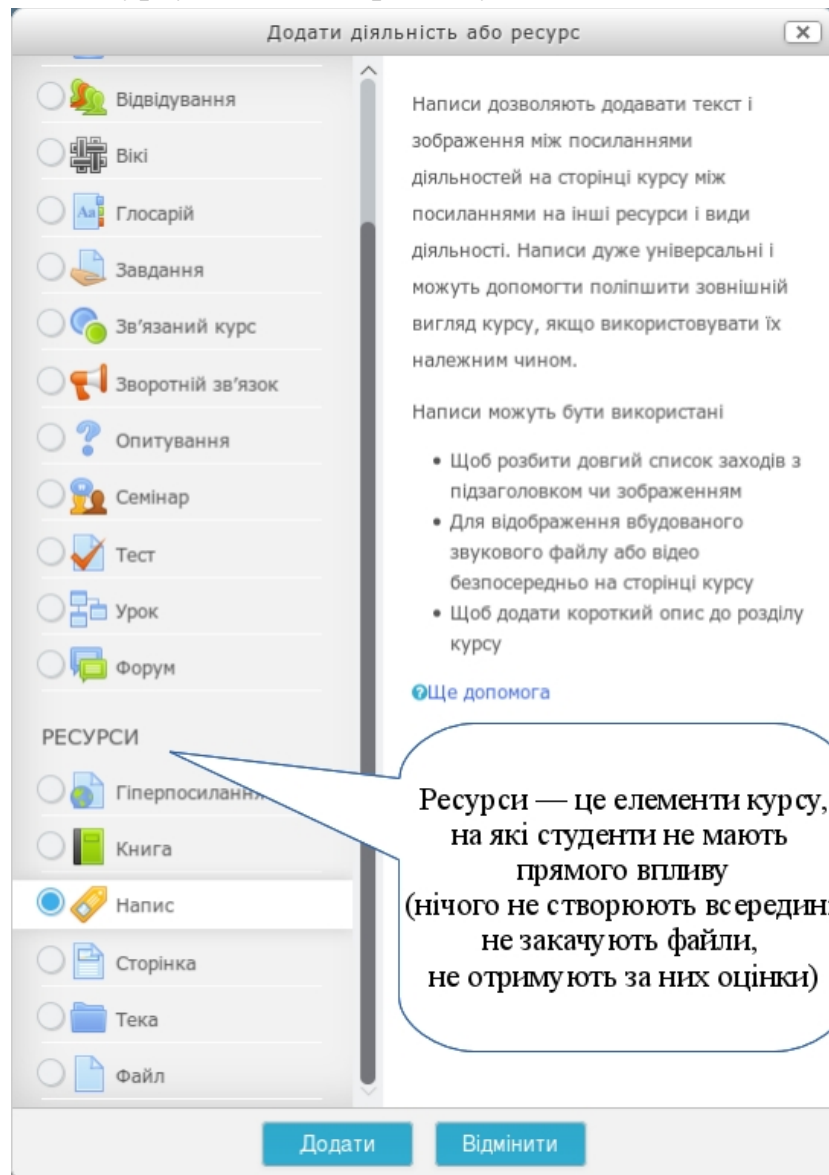 Додати діяльність або ресурс
Відвідування
Вікі
Глосарій
Завдання
Зв'язаний курс
Зворотній зв'язок
Опитування
Семінар
Тест
Урок
Форум
РЕСУРСИ
Гіперпосилання
Книга
Напис
Сторінка
Тека
Файл
Написи дозволяють додавати текст і
зображення між посиланнями
діяльностей на сторінці курсу між
посиланнями на інші ресурси і види
діяльності. Написи дуже універсальні і
можуть допомогти поліпшити зовнішній
вигляд курсу, якщо використовувати їх
належним чином.
Написи можуть бути використані
• Щоб розбити довгий список заходів з
підзаголовком чи зображенням
• Для відображення вбудованого
звукового файлу або відео
безпосередньо на сторінці курсу
• Щоб додати короткий опис до розділу
курсу
Ще допомога
Ресурси — це елементи курсу,
на які студенти не мають
прямого впливу
(нічого не створюють всередині
не закачують файли,
не отримують за них оцінки)
Додати
Відмінити